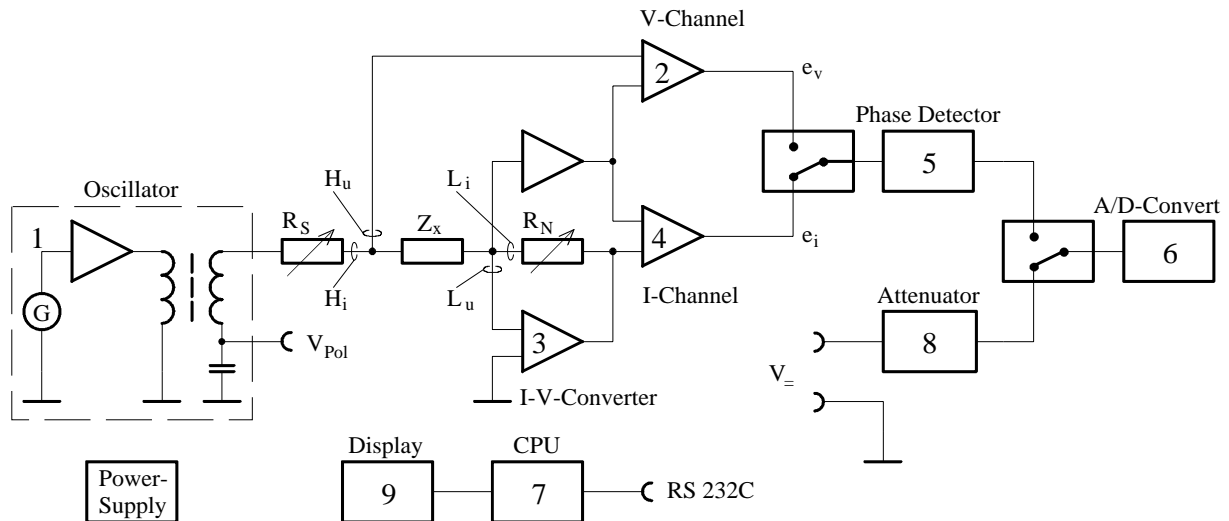 V-Channel
2
e_v
Phase Detector
5
Oscillator
1
G
R_S
H_u
H_i
Z_x
L_i
L_u
R_N
4
e_i
I-Channel
3
I-V-Converter
V_Pol
A/D-Convert
6
Attenuator
8
V_=
Power-
Supply
Display
9
CPU
7
RS 232C